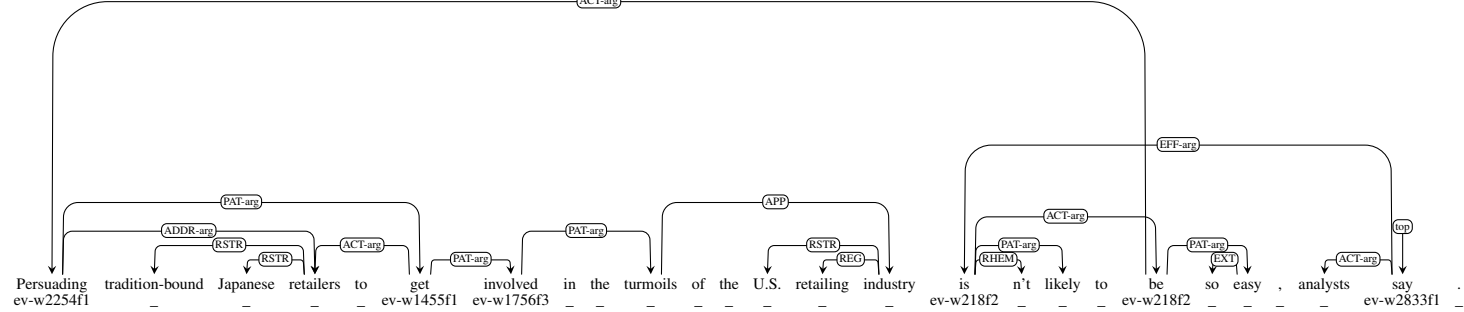 ACT-arg
EFF-arg
PAT-arg APP
top
ADDR-arg PAT-arg ACT-arg
RSTR ACT-arg RSTR PAT-arg
RSTR PAT-arg REG RHEM EXT ACT-arg
Persuading tradition-bound Japanese retailers to get involved in the turmoils of the U.S. retailing industry is n't likely to be so easy , analysts say .
ev-w2254f1 _ _ _ _ ev-w1455f1 ev-w1756f3 _ _ _ _ _ _ _ _ ev-w218f2 _ _ _ ev-w218f2 _ _ _ _ ev-w2833f1 _